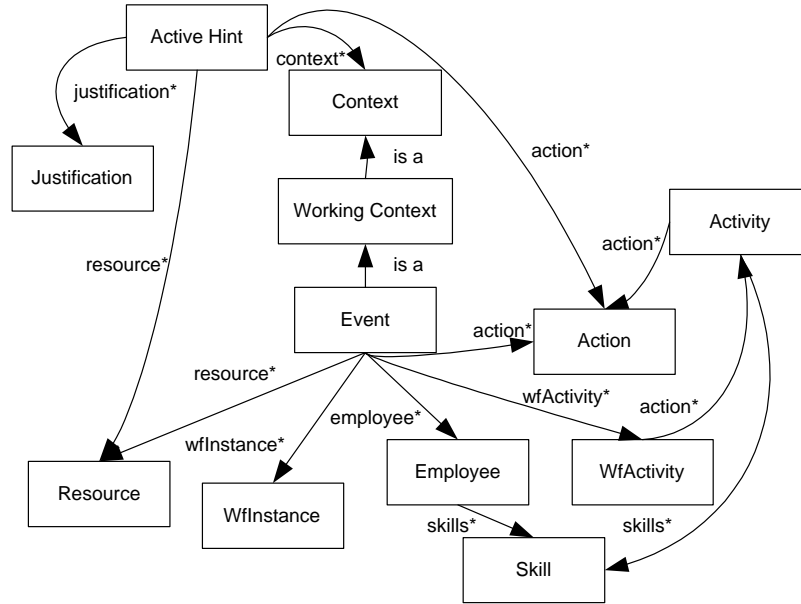 Active Hint
context*
justification*
Context
action*
Justification
is a
Working Context
Activity
action*
resource*
is a
Event
action*
Action
resource*
wfActivity*
action*
employee*
wfInstance*
Resource
Employee
WfActivity
WfInstance
skills*
skills*
Skill